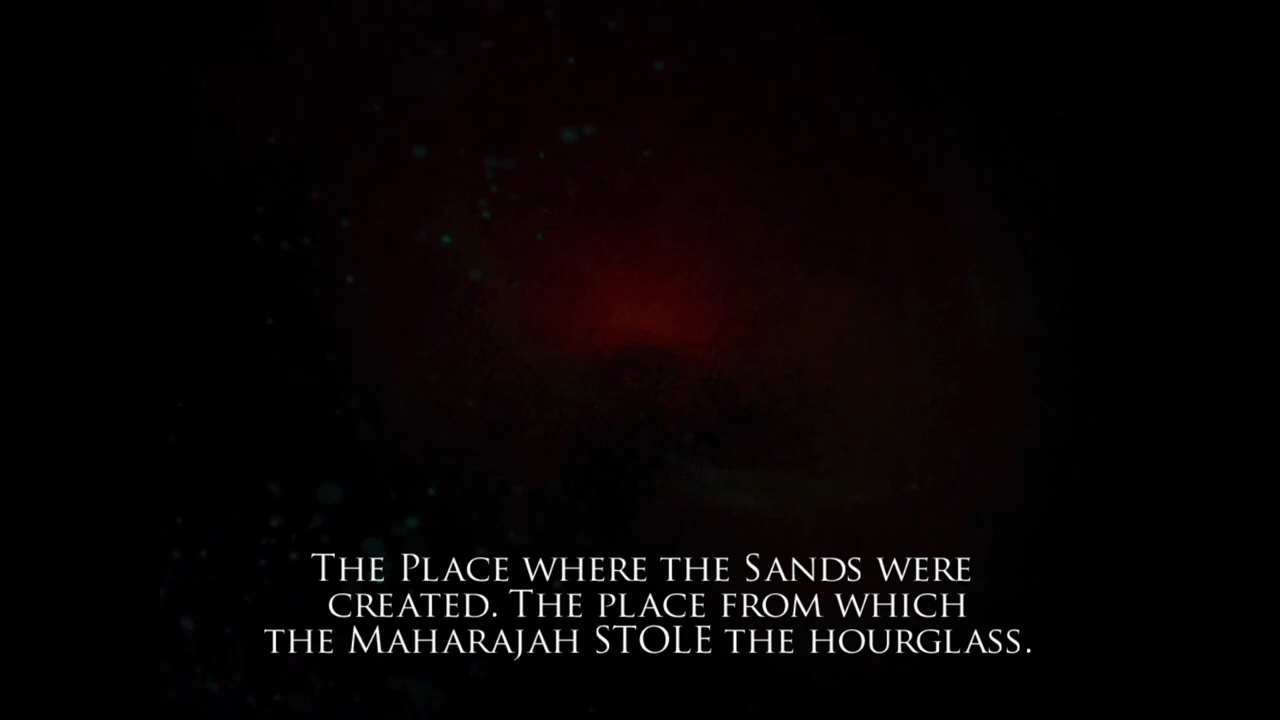 The Place where the Sands were
created. The place from which
the Maharajah STOLE the hourglass.